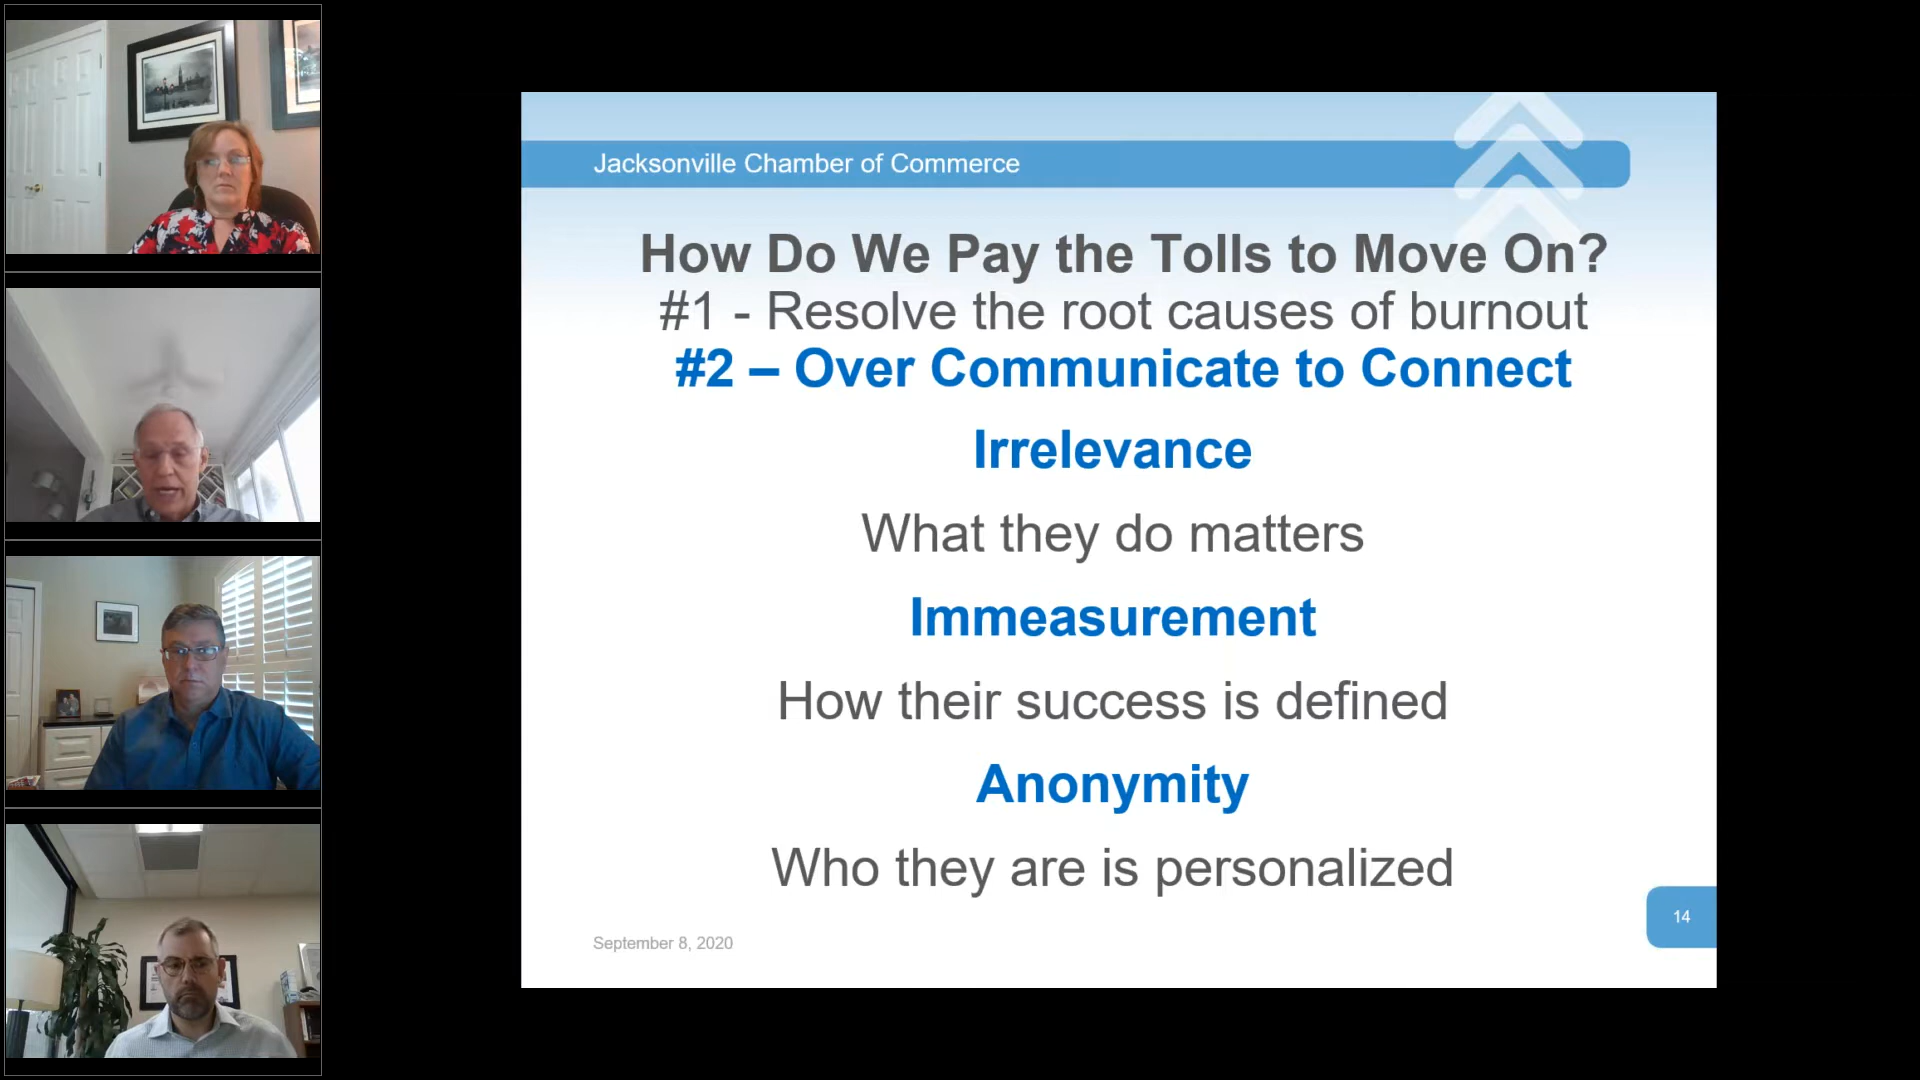 Jacksonville Chamber of Commerce
How Do We Pay the Tolls to Move On?
#1 - Resolve the root causes of burnout
#2 – Over Communicate to Connect
Irrelevance
What they do matters
Immeasurement
How their success is defined
Anonymity
Who they are is personalized
September 8, 2020
14